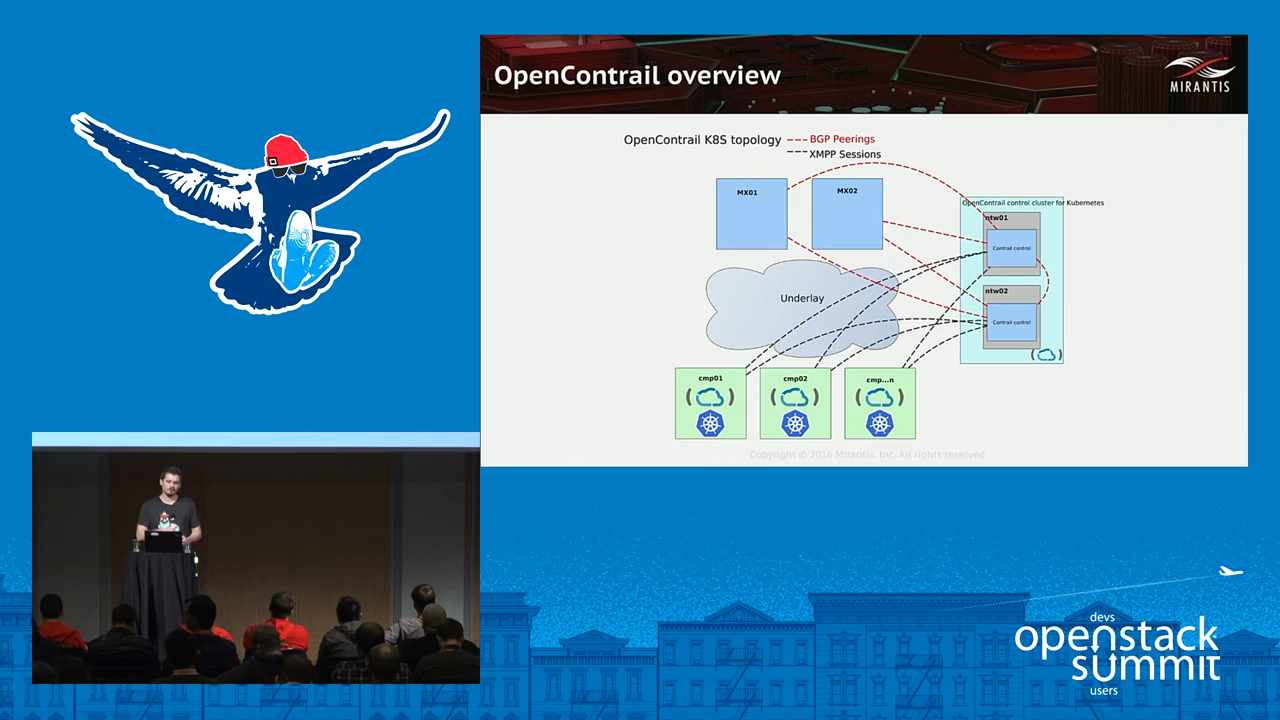 OpenContrail overview
MIRANTIS
OpenContrail K8S topology
BGP Peerings
XMPP Sessions
MX01
MX02
OpenContrail control cluster for Kubernetes
ntw01
Contrail control
Underlay
ntw02
Contrail control
cmp01
cmp02
cmp...n
Copyright © 2016 Mirantis, Inc. All rights reserved
devs
openstack
summit
users